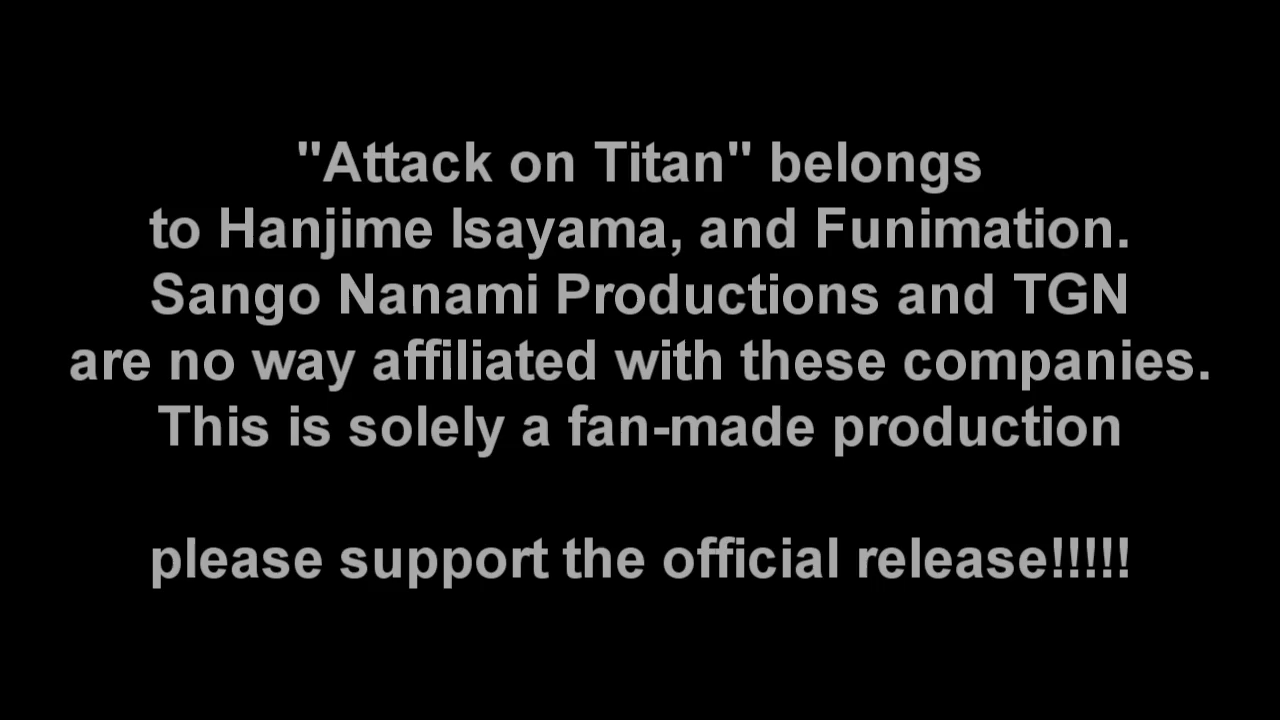 "Attack on Titan" belongs
to Hanjime Isayama, and Funimation.
Sango Nanami Productions and TGN
are no way affiliated with these companies.
This is solely a fan-made production
please support the official release!!!!!